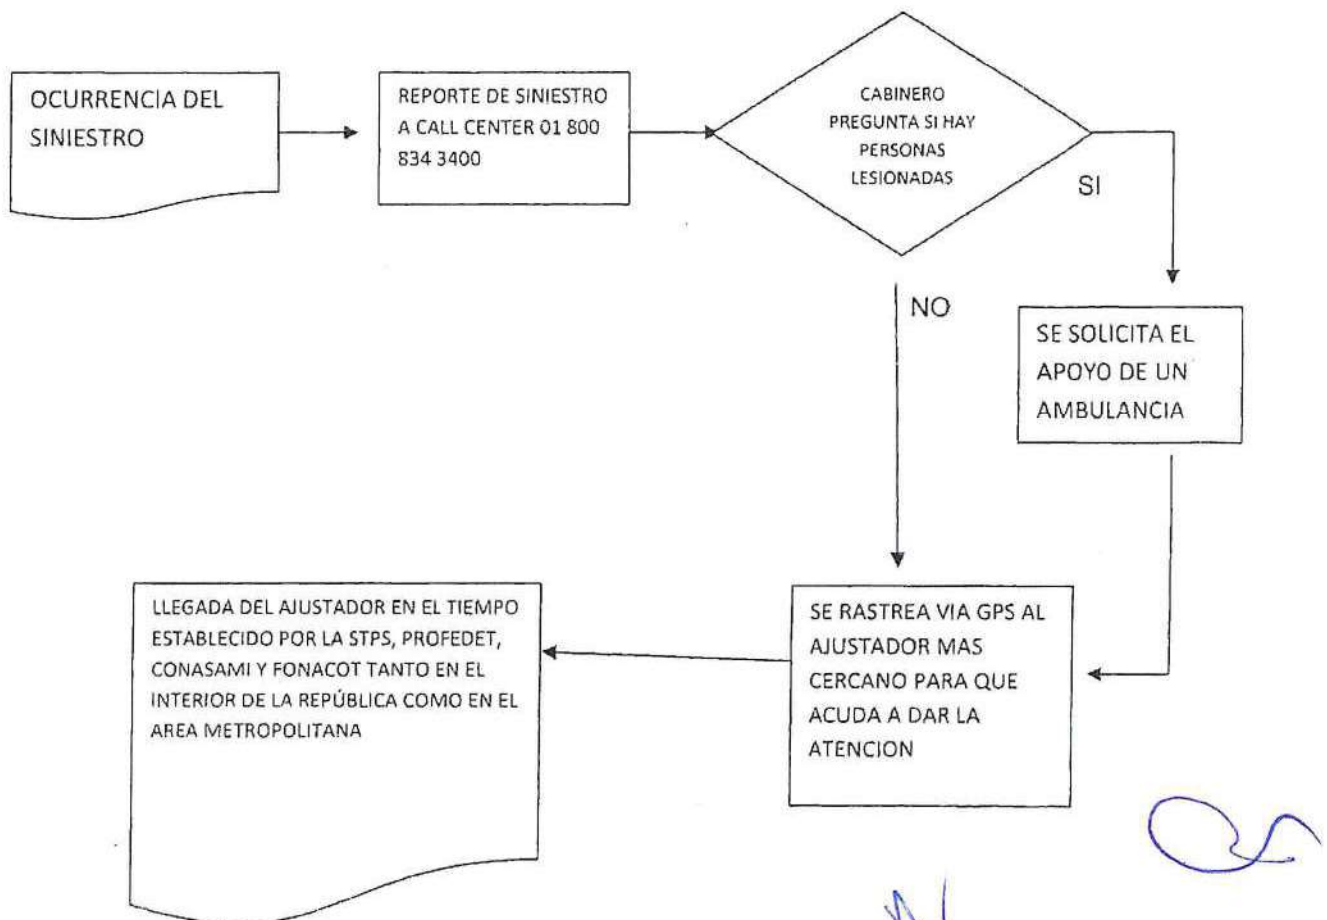 OCURRENCIA DEL
SINIESTRO
REPORTE DE SINIESTRO
A CALL CENTER 01 800
834 3400
CABINERO
PREGUNTA SI HAY
PERSONAS
LESIONADAS
SI
NO
SE SOLICITA EL
APOYO DE UN
AMBULANCIA
SE RASTREA VIA GPS AL
AJUSTADOR MAS
CERCANO PARA QUE
ACUDA A DAR LA
ATENCION
LLEGADA DEL AJUSTADOR EN EL TIEMPO
ESTABLECIDO POR LA STPS, PROFEDET,
CONASAMI Y FONACOT TANTO EN EL
INTERIOR DE LA REPÚBLICA COMO EN EL
AREA METROPOLITANA